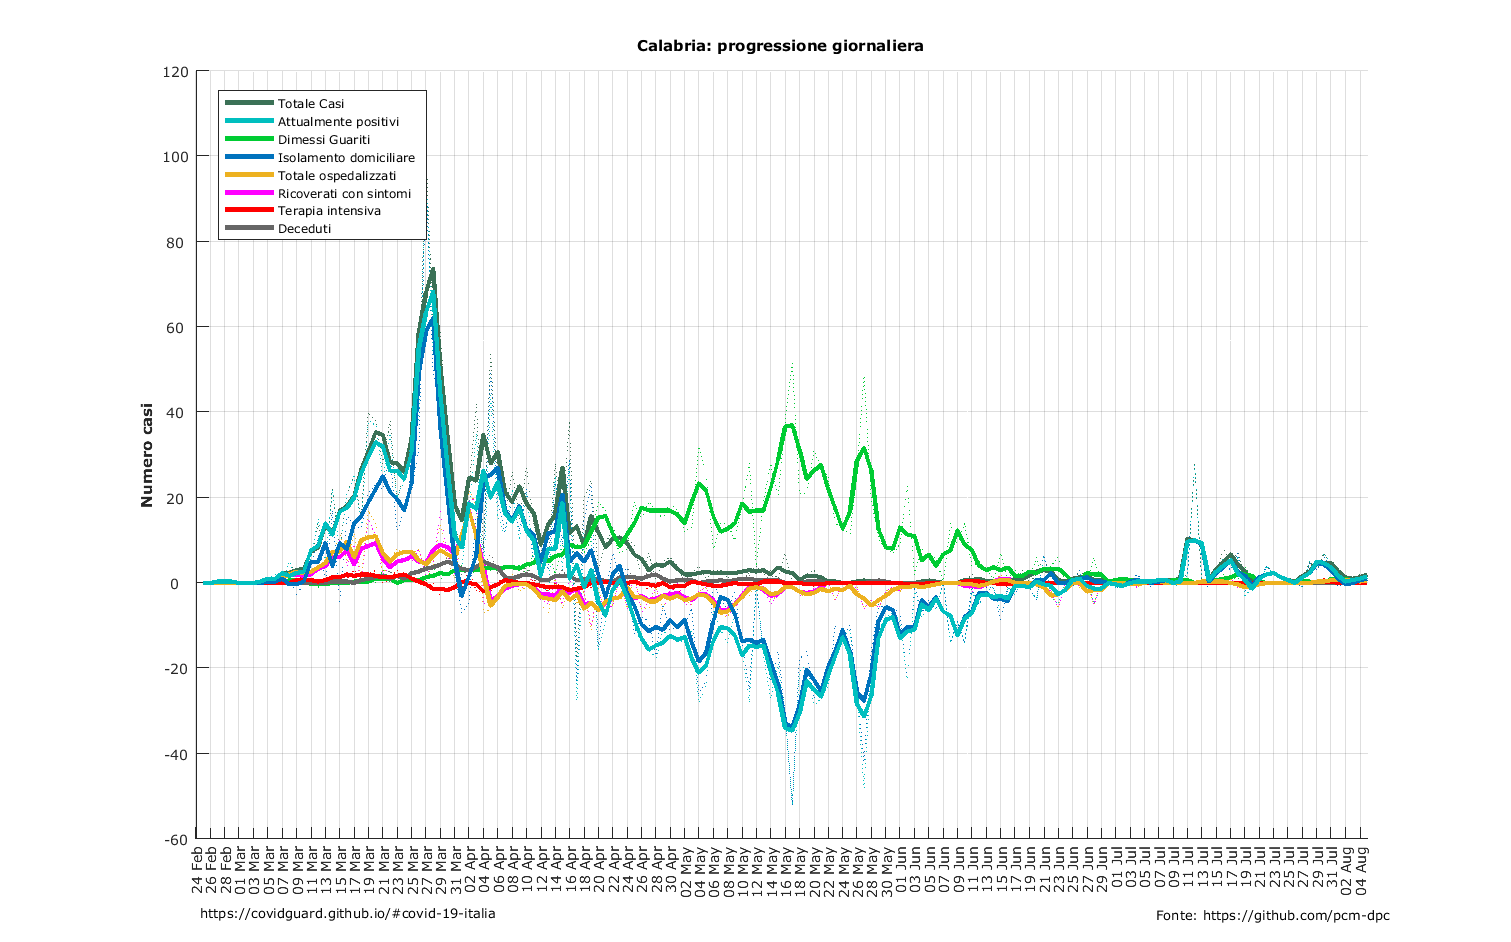 Calabria: progressione giornaliera
Numero casi
120
100
80
60
40
20
0
-20
-40
-60
Totale Casi
Attualmente positivi
Dimessi Guariti
Isolamento domiciliare
Totale ospedalizzati
Ricoverati con sintomi
Terapia intensiva
Deceduti
24 Feb
26 Feb
28 Feb
01 Mar
03 Mar
05 Mar
07 Mar
09 Mar
11 Mar
13 Mar
15 Mar
17 Mar
19 Mar
21 Mar
23 Mar
25 Mar
27 Mar
29 Mar
31 Mar
02 Apr
04 Apr
06 Apr
08 Apr
10 Apr
12 Apr
14 Apr
16 Apr
18 Apr
20 Apr
22 Apr
24 Apr
26 Apr
28 Apr
30 Apr
02 May
04 May
06 May
08 May
10 May
12 May
14 May
16 May
18 May
20 May
22 May
24 May
26 May
28 May
30 May
01 Jun
03 Jun
05 Jun
07 Jun
09 Jun
11 Jun
13 Jun
15 Jun
17 Jun
19 Jun
21 Jun
23 Jun
25 Jun
27 Jun
29 Jun
01 Jul
03 Jul
05 Jul
07 Jul
09 Jul
11 Jul
13 Jul
15 Jul
17 Jul
19 Jul
21 Jul
23 Jul
25 Jul
27 Jul
29 Jul
31 Jul
02 Aug
04 Aug
https://covidguard.github.io/#covid-19-italia
Fonte: https://github.com/pcm-dpc